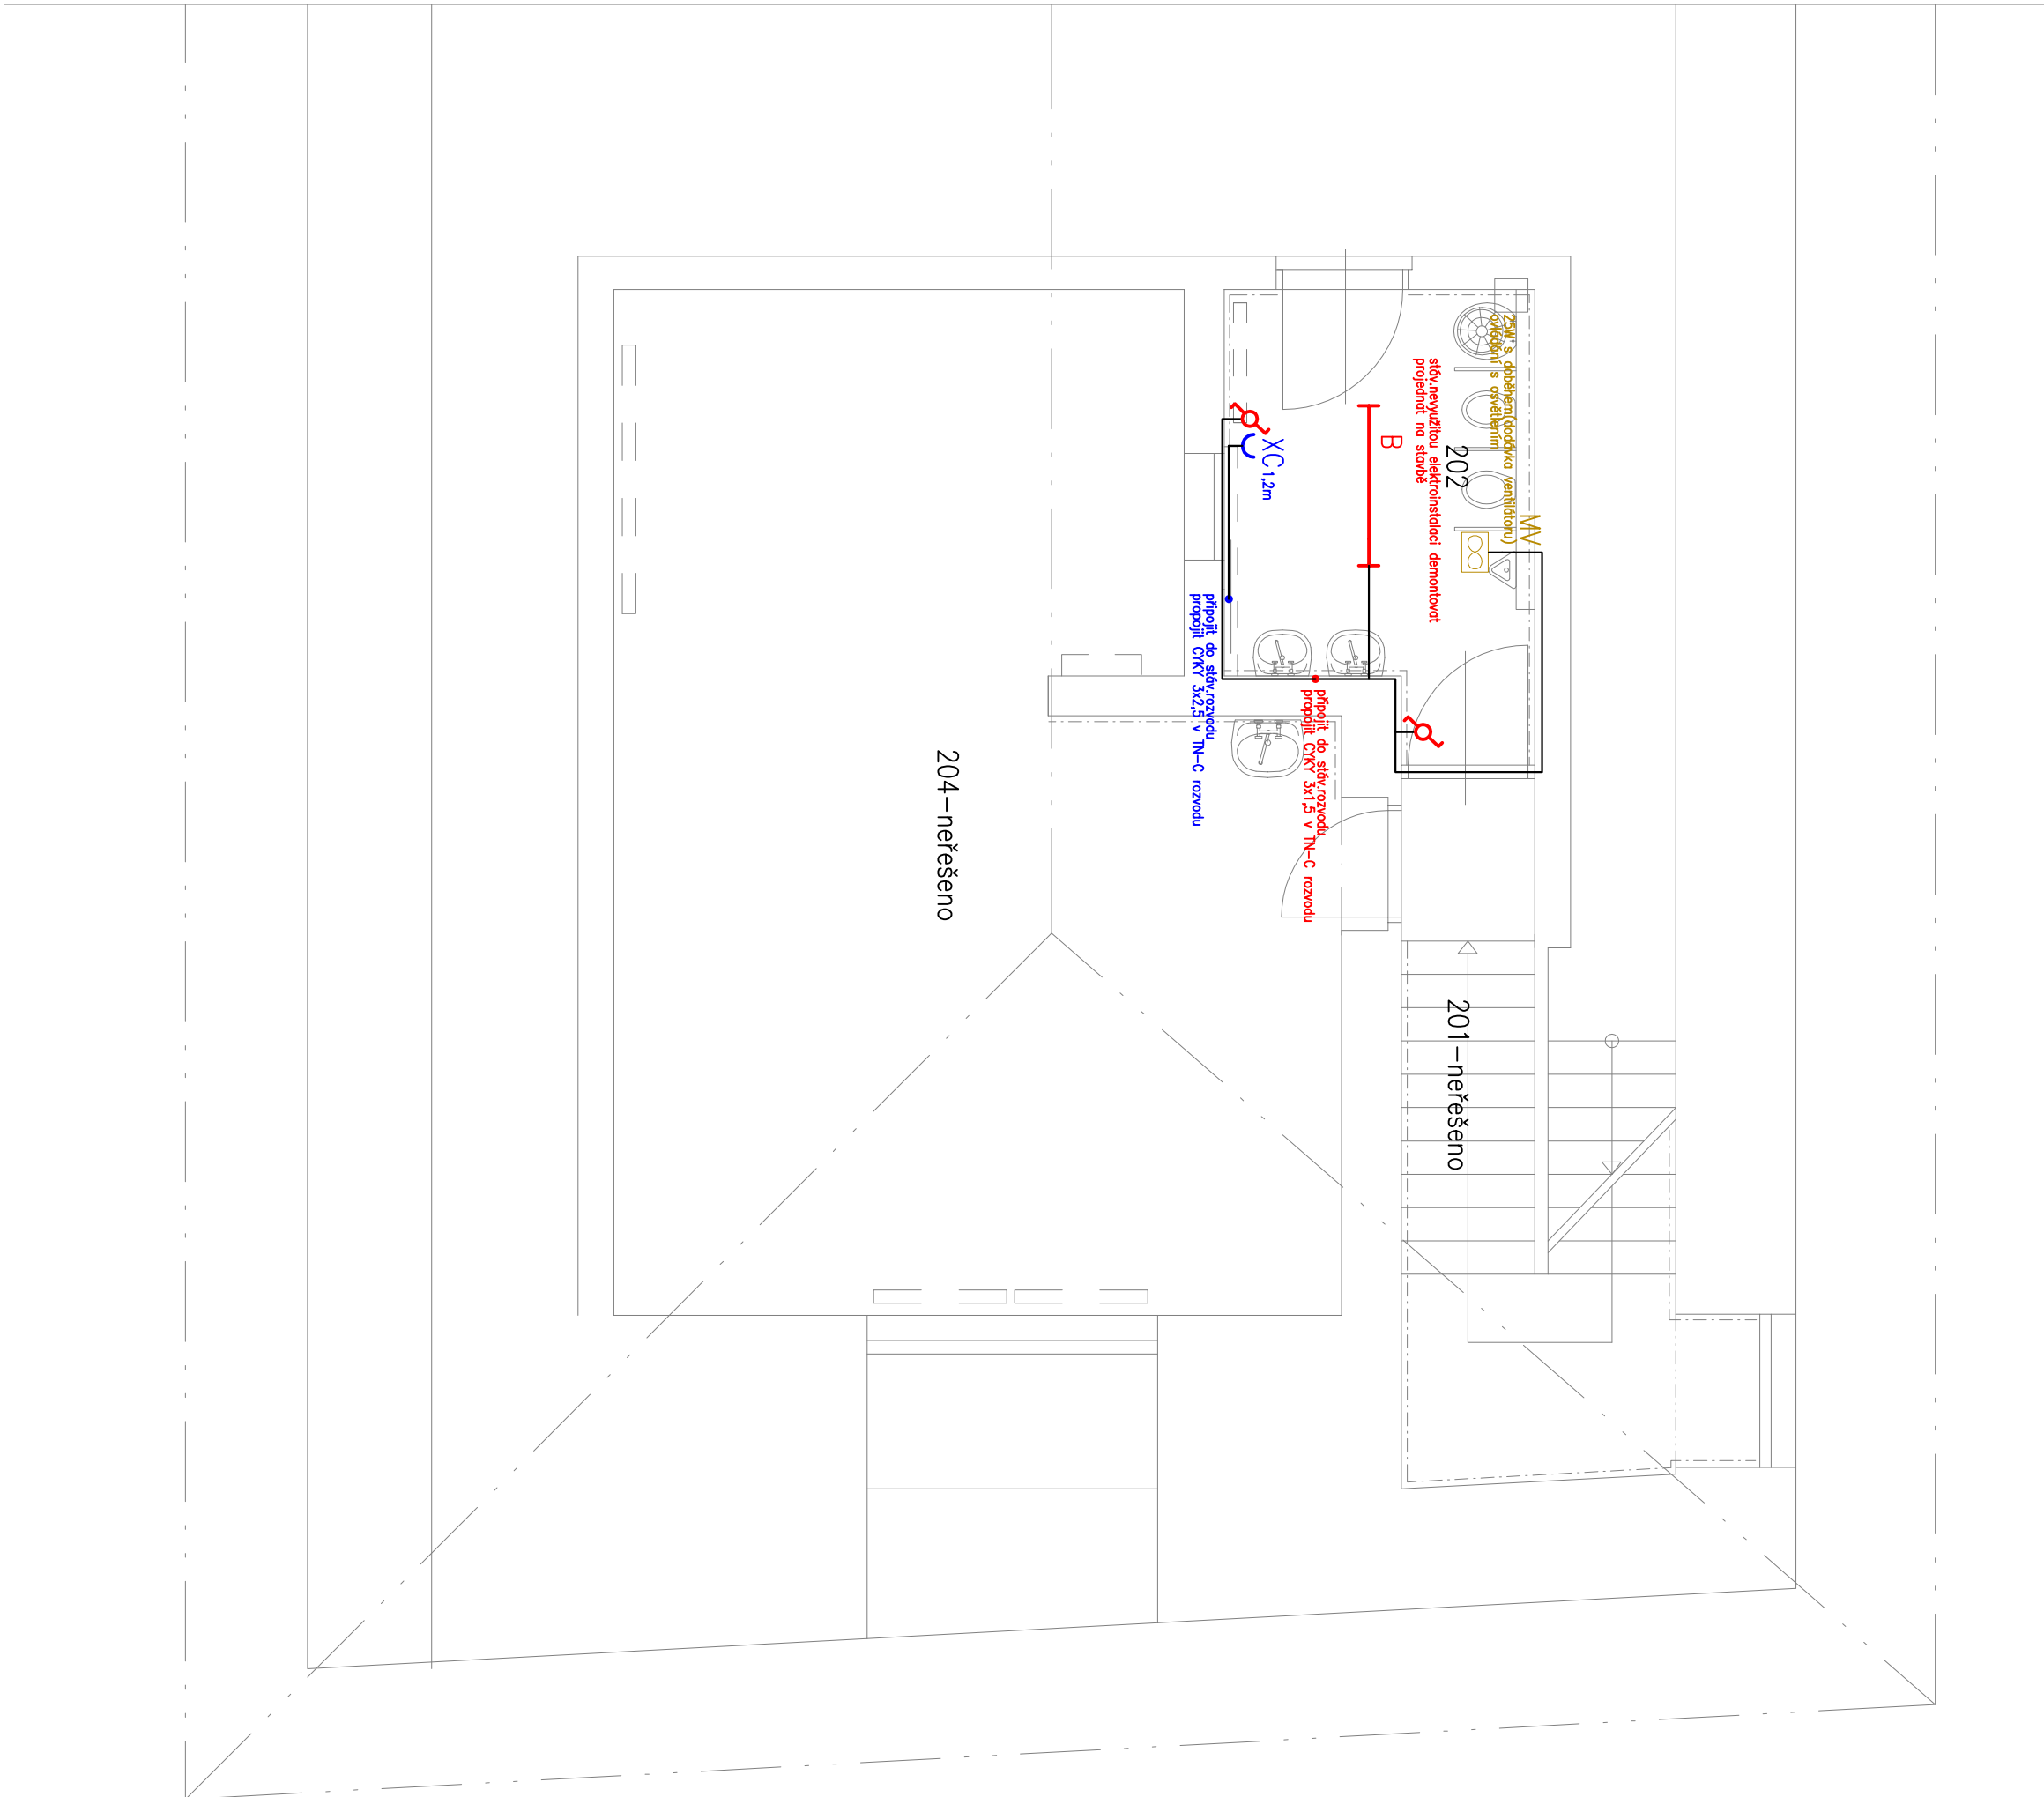 MV
25W s doběhem(dodávka ventilátoru)
ovládání s osvětlením
202
stáv.nevyužitou elektroinstalaci demontovat
projednat na stavbě
B
XC 1,2m
připojit do stáv.rozvodu
propojit CYKY 3x2,5 v TN-C rozvodu
připojit do stáv.rozvodu
propojit CYKY 3x1,5 v TN-C rozvodu
204-neřešeno
201-neřešeno